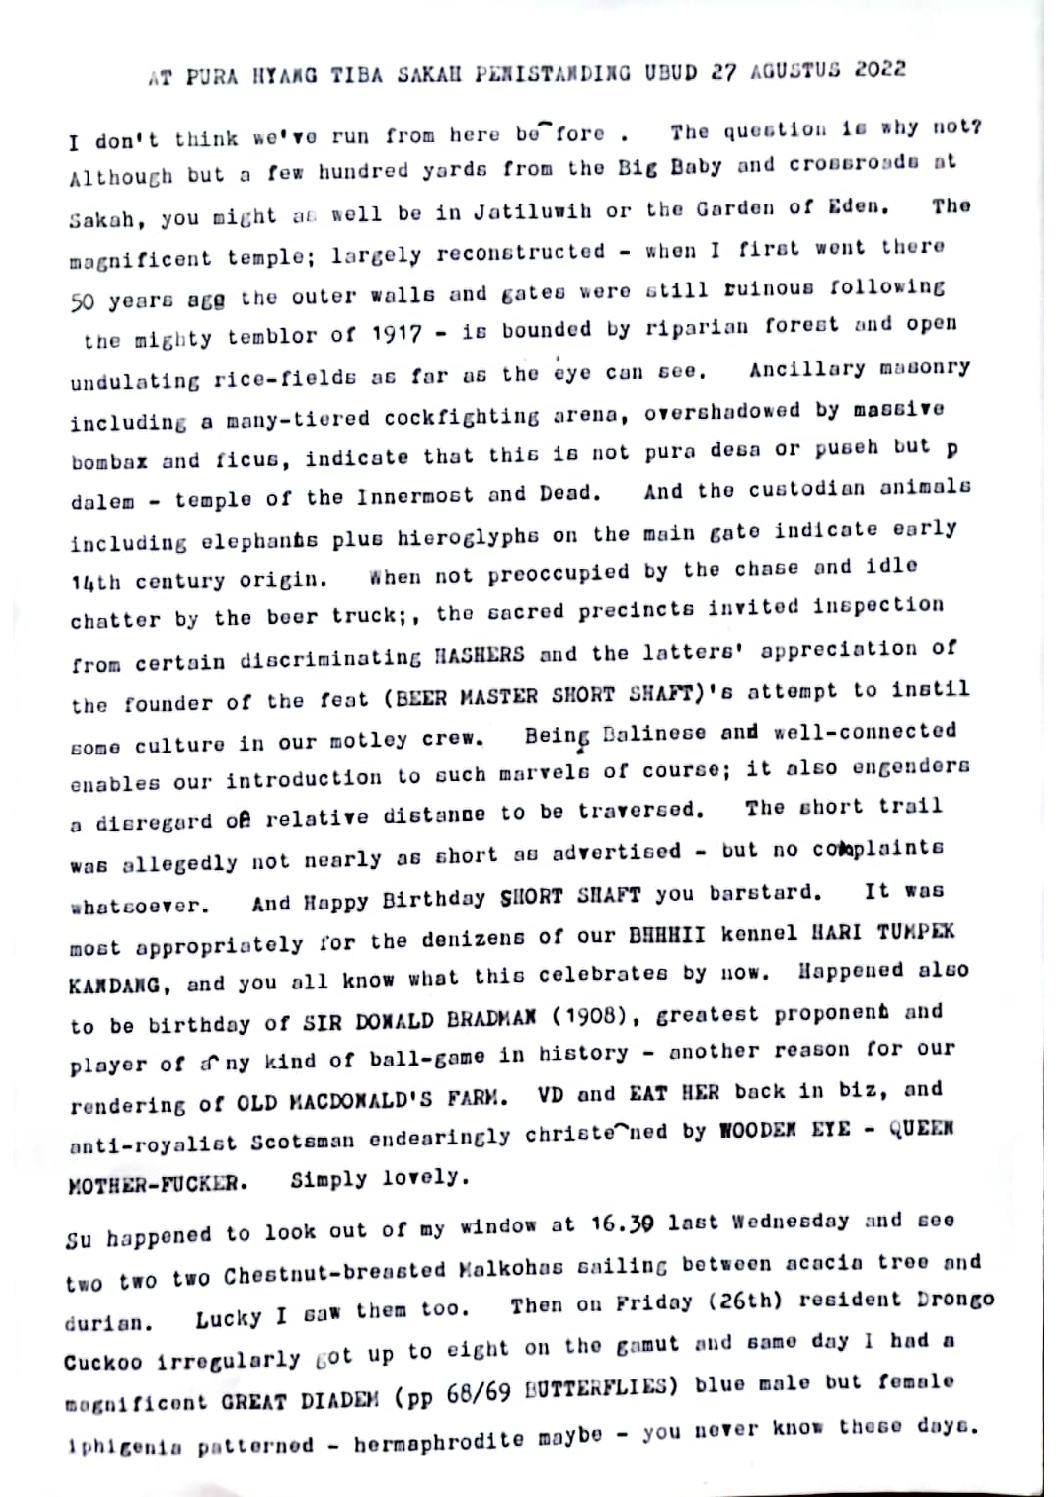 AT PURA HYANG TIBA SAKAH PENISTANDING UBUD 27 AGUSTUS 2022
I don't think we've run from here before . The question is why not?
Although but a few hundred yards from the Big Baby and crossroads at
Sakah, you might as well be in Jatiluwih or the Garden of Eden. The
magnificent temple; largely reconstructed - when I first went there
50 years ago the outer walls and gates were still ruinous following
the mighty temblor of 1917 - is bounded by riparian forest and open
undulating rice-fields as far as the eye can see. Ancillary masonry
including a many-tiered cockfighting arena, overshadowed by massive
bombax and ficus, indicate that this is not pura desa or puseh but p
dalem - temple of the Innermost and Dead. And the custodian animals
including elephants plus hieroglyphs on the main gate indicate early
14th century origin. When not preoccupied by the chase and idle
chatter by the beer truck;, the sacred precincts invited inspection
from certain discriminating HASHERS and the latters' appreciation of
the founder of the feat (BEER MASTER SHORT SHAFT)'s attempt to instil
some culture in our motley crew. Being Balinese and well-connected
enables our introduction to such marvels of course; it also engenders
a disregard of relative distance to be traversed. The short trail
was allegedly not nearly as short as advertised - but no complaints
whatsoever. And Happy Birthday SHORT SHAFT you barstard. It was
most appropriately for the denizens of our BHHHII kennel HARI TUMPEK
KANDANG, and you all know what this celebrates by now. Happened also
to be birthday of SIR DONALD BRADMAN (1908), greatest proponent and
player of any kind of ball-game in history - another reason for our
rendering of OLD MACDONALD'S FARM. VD and EAT HER back in biz, and
anti-royalist Scotsman endearingly christened by WOODEN EYE - QUEEN
MOTHER-FUCKER. Simply lovely.
Su happened to look out of my window at 16.30 last Wednesday and see
two two two Chestnut-breasted Malkohas sailing between acacia tree and
durian. Lucky I saw them too. Then on Friday (26th) resident Drongo
Cuckoo irregularly got up to eight on the gamut and same day I had a
magnificent GREAT DIADEM (pp 68/69 BUTTERFLIES) blue male but female
iphigenia patterned - hermaphrodite maybe - you never know these days.